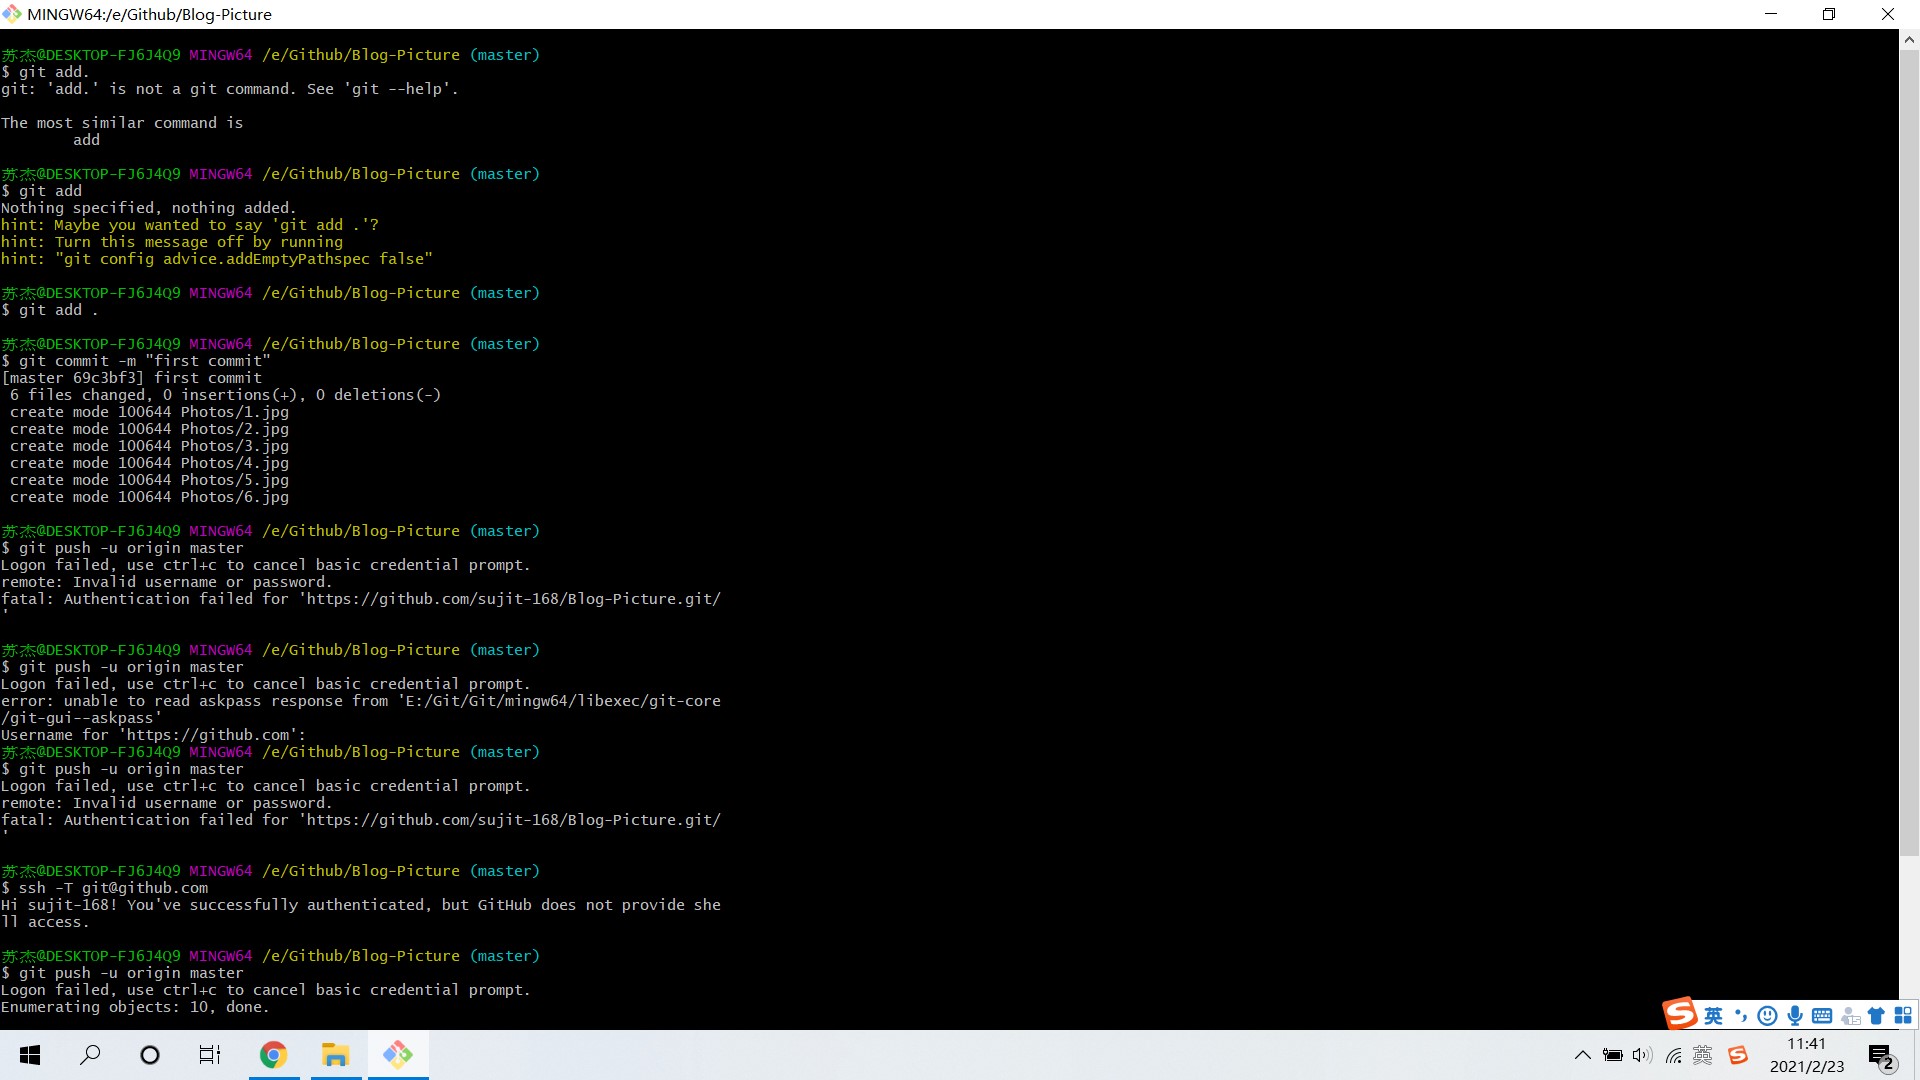 MINGW64:/e/Github/Blog-Picture
苏杰@DESKTOP-FJ6J4Q9 MINGW64 /e/Github/Blog-Picture (master)
$ git add.
git: 'add.' is not a git command. See 'git --help'.
The most similar command is
add
苏杰@DESKTOP-FJ6J4Q9 MINGW64 /e/Github/Blog-Picture (master)
$ git add
Nothing specified, nothing added.
hint: Maybe you wanted to say 'git add .'?
hint: Turn this message off by running
hint: "git config advice.addEmptyPathspec false"
苏杰@DESKTOP-FJ6J4Q9 MINGW64 /e/Github/Blog-Picture (master)
$ git add .
苏杰@DESKTOP-FJ6J4Q9 MINGW64 /e/Github/Blog-Picture (master)
$ git commit -m "first commit"
[master 69c3bf3] first commit
6 files changed, 0 insertions(+), 0 deletions(-)
create mode 100644 Photos/1.jpg
create mode 100644 Photos/2.jpg
create mode 100644 Photos/3.jpg
create mode 100644 Photos/4.jpg
create mode 100644 Photos/5.jpg
create mode 100644 Photos/6.jpg
苏杰@DESKTOP-FJ6J4Q9 MINGW64 /e/Github/Blog-Picture (master)
$ git push -u origin master
Logon failed, use ctrl+c to cancel basic credential prompt.
remote: Invalid username or password.
fatal: Authentication failed for 'https://github.com/sujit-168/Blog-Picture.git/
'
苏杰@DESKTOP-FJ6J4Q9 MINGW64 /e/Github/Blog-Picture (master)
$ git push -u origin master
Logon failed, use ctrl+c to cancel basic credential prompt.
error: unable to read askpass response from 'E:/Git/Git/mingw64/libexec/git-core
/git-gui--askpass'
Username for 'https://github.com':
苏杰@DESKTOP-FJ6J4Q9 MINGW64 /e/Github/Blog-Picture (master)
$ git push -u origin master
Logon failed, use ctrl+c to cancel basic credential prompt.
remote: Invalid username or password.
fatal: Authentication failed for 'https://github.com/sujit-168/Blog-Picture.git/
'
苏杰@DESKTOP-FJ6J4Q9 MINGW64 /e/Github/Blog-Picture (master)
$ ssh -T git@github.com
Hi sujit-168! You've successfully authenticated, but GitHub does not provide she
ll access.
苏杰@DESKTOP-FJ6J4Q9 MINGW64 /e/Github/Blog-Picture (master)
$ git push -u origin master
Logon failed, use ctrl+c to cancel basic credential prompt.
Enumerating objects: 10, done.
英
英
11:41
2021/2/23
2